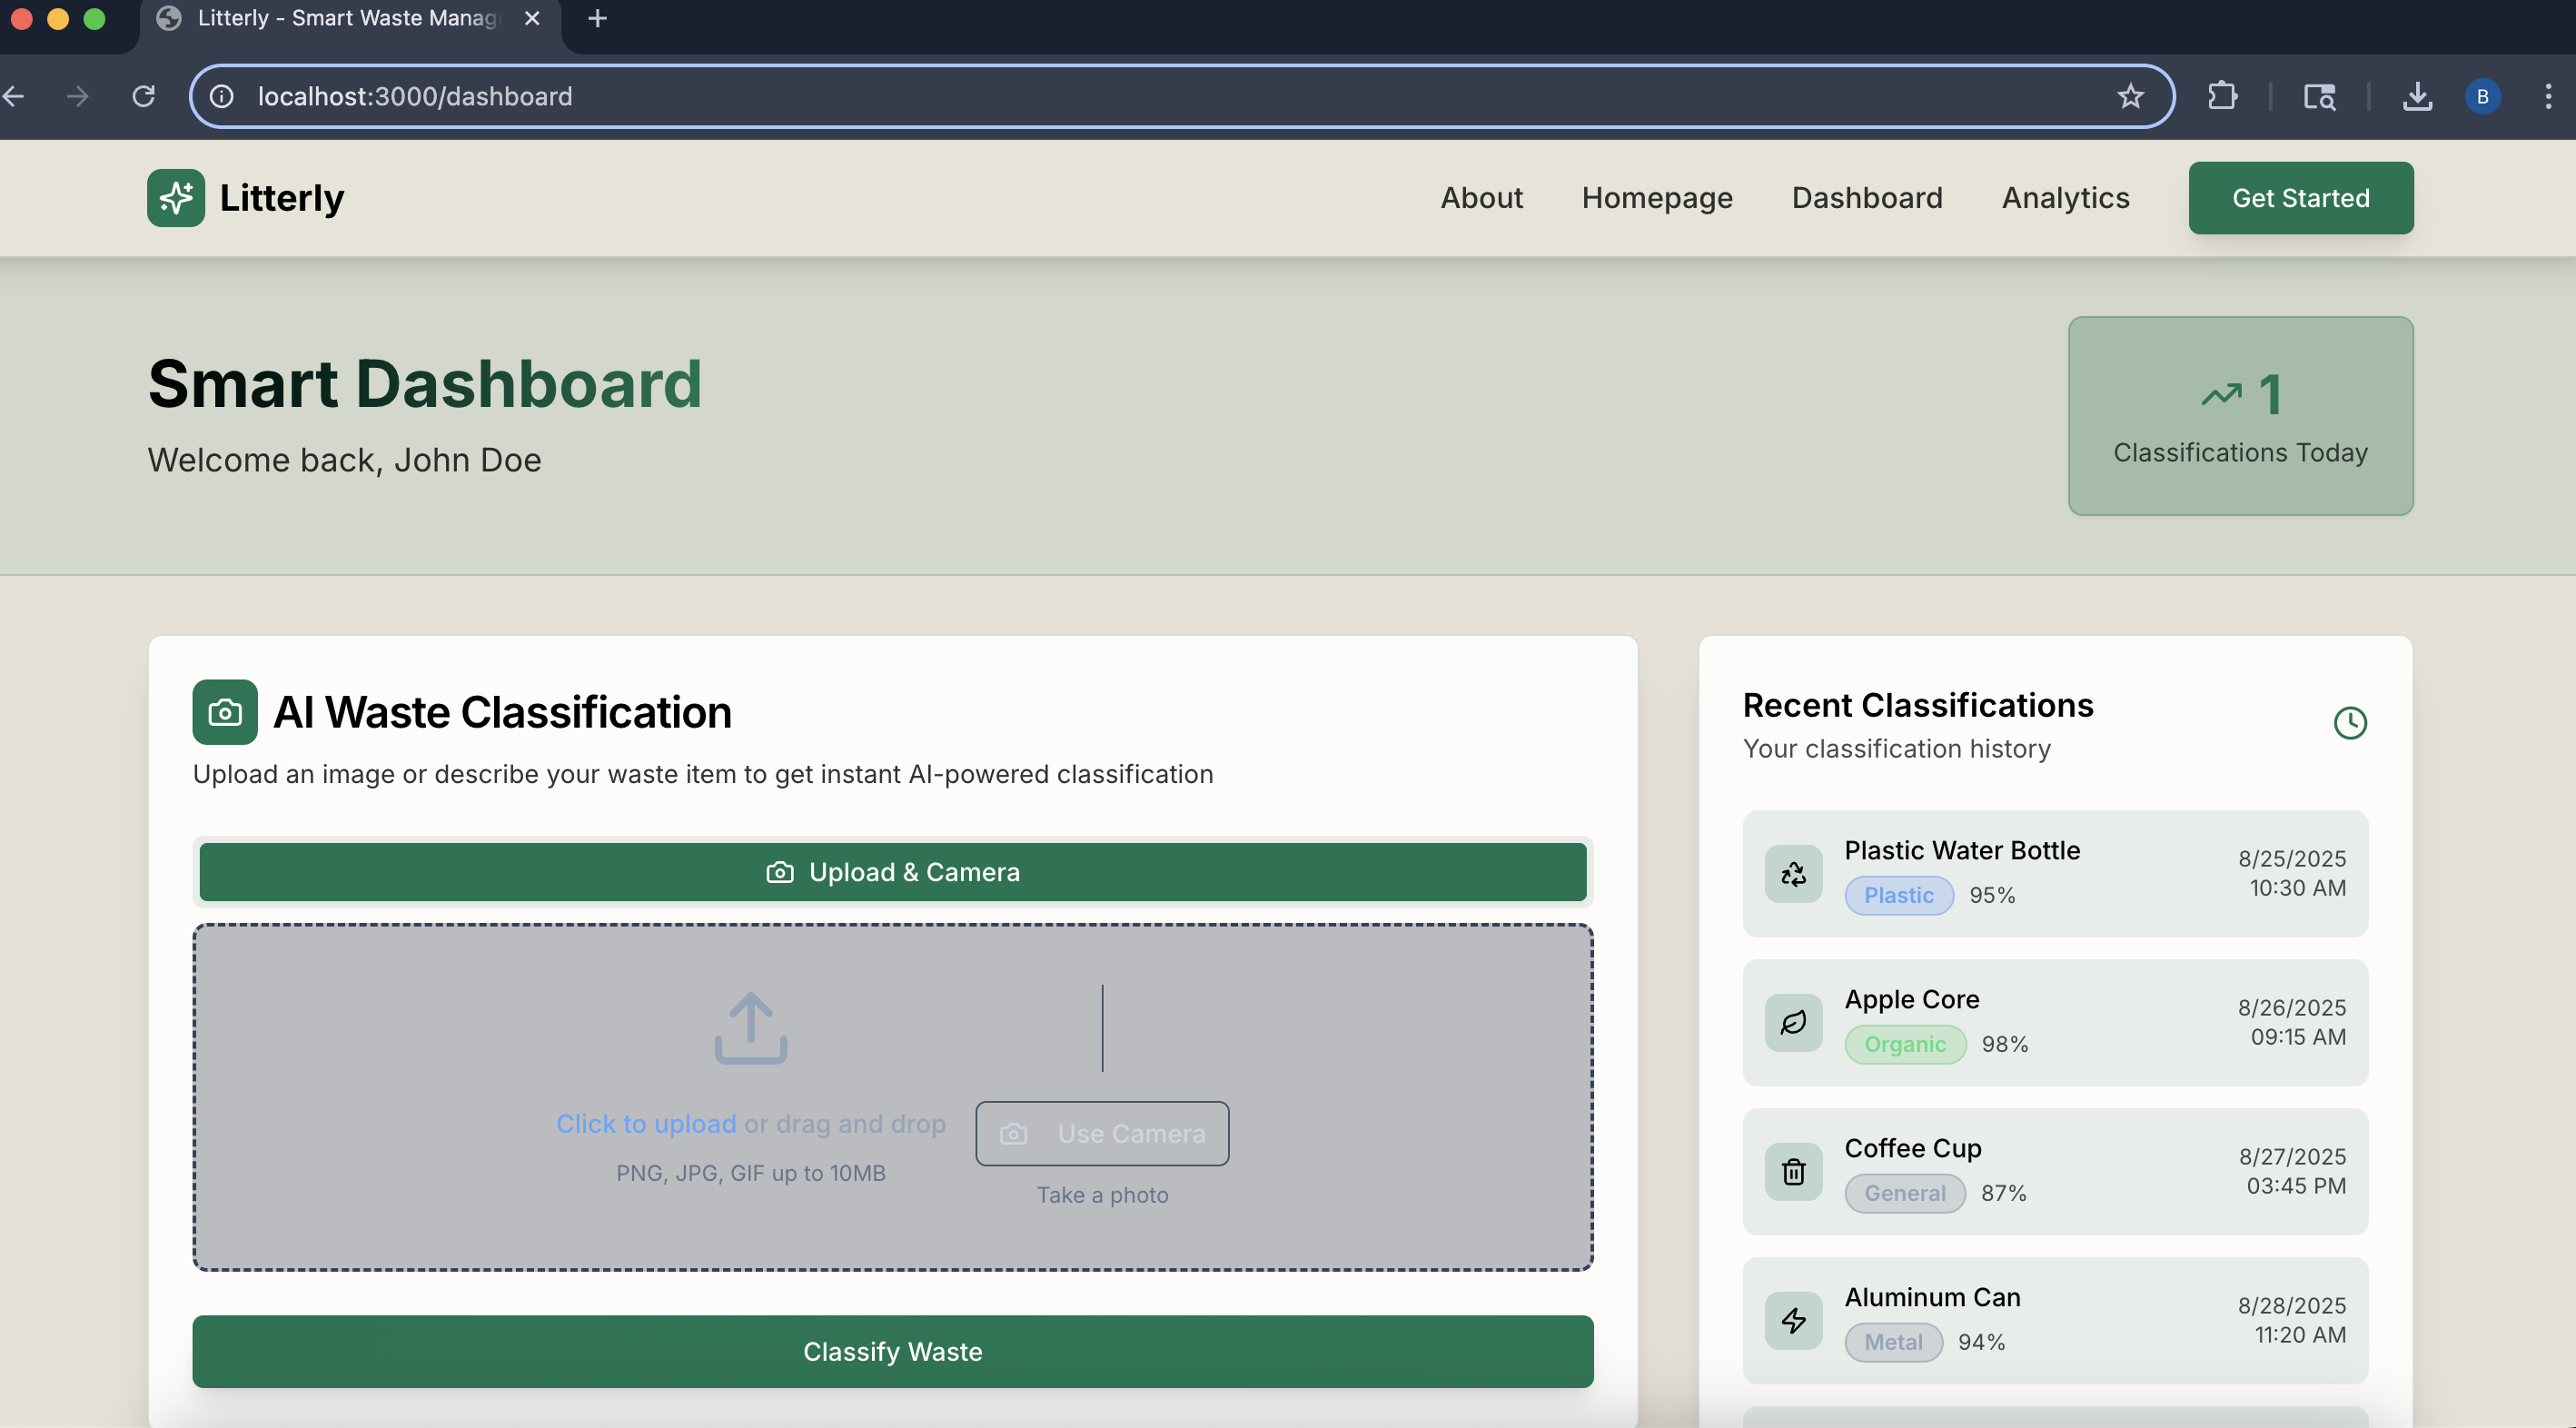 Litterly - Smart Waste Manag
localhost:3000/dashboard
B
Litterly
About
Homepage
Dashboard
Analytics
Get Started
Smart Dashboard
Welcome back, John Doe
1
Classifications Today
AI Waste Classification
Upload an image or describe your waste item to get instant AI-powered classification
Upload & Camera
Click to upload or drag and drop
PNG, JPG, GIF up to 10MB
Use Camera
Take a photo
Classify Waste
Recent Classifications
Your classification history
Plastic Water Bottle
Plastic 95%
8/25/2025
10:30 AM
Apple Core
Organic 98%
8/26/2025
09:15 AM
Coffee Cup
General 87%
8/27/2025
03:45 PM
Aluminum Can
Metal 94%
8/28/2025
11:20 AM